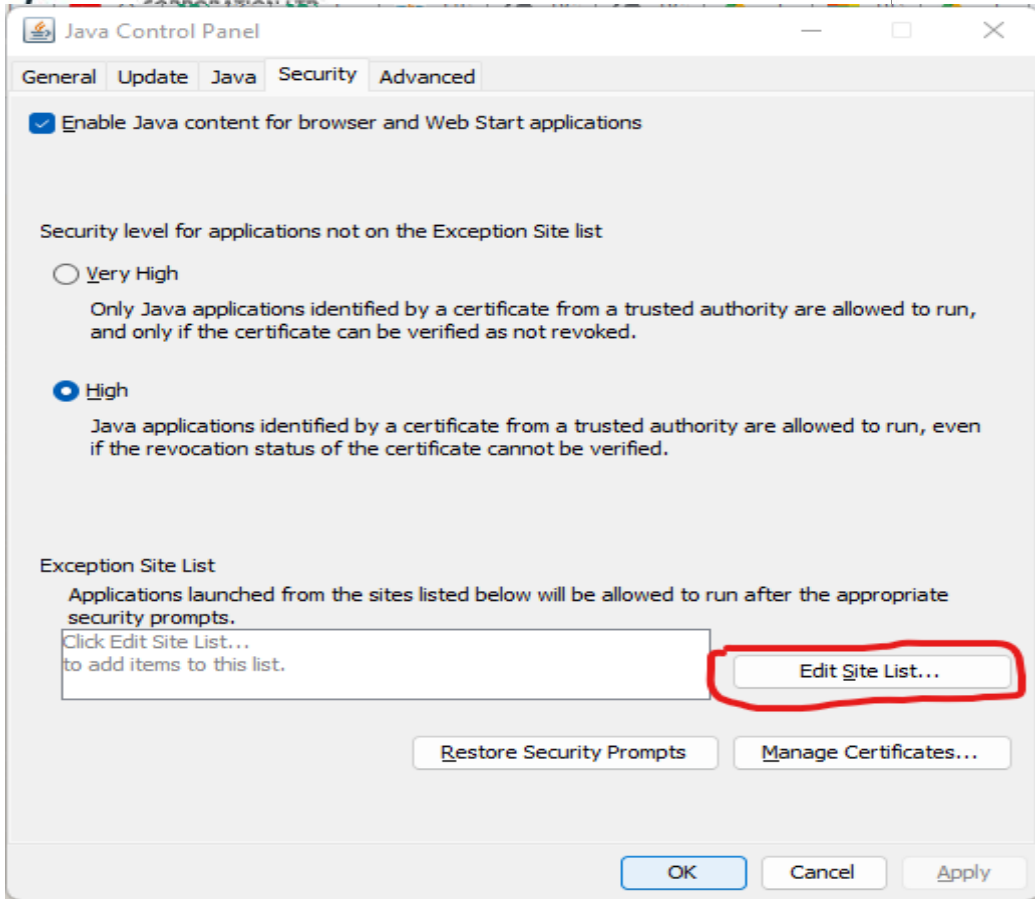 CORPORATION LTD
Java Control Panel
General Update Java Security Advanced
Enable Java content for browser and Web Start applications
Security level for applications not on the Exception Site list
Very High
Only Java applications identified by a certificate from a trusted authority are allowed to run,
and only if the certificate can be verified as not revoked.
High
Java applications identified by a certificate from a trusted authority are allowed to run, even
if the revocation status of the certificate cannot be verified.
Exception Site List
Applications launched from the sites listed below will be allowed to run after the appropriate
security prompts.
Click Edit Site List...
to add items to this list.
Edit Site List...
Restore Security Prompts Manage Certificates...
OK Cancel Apply